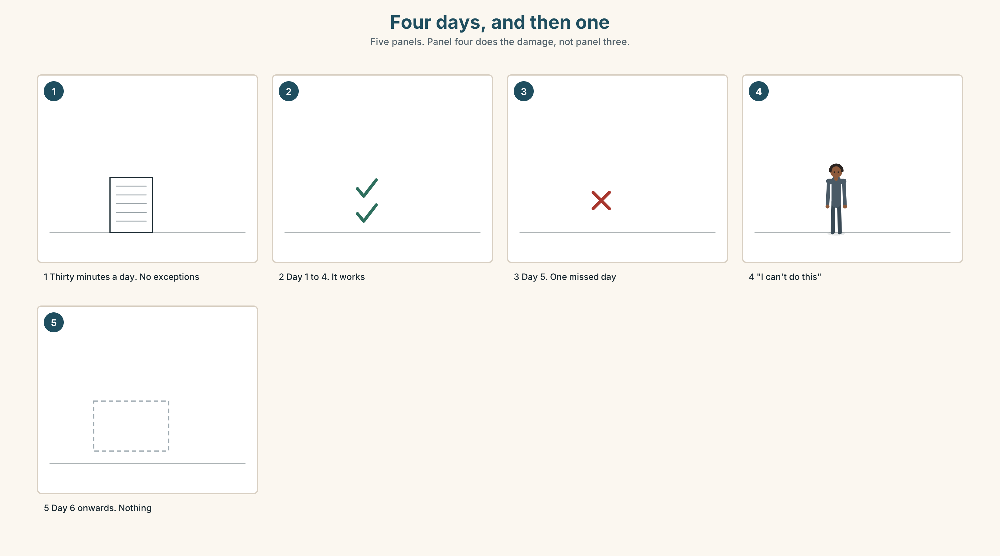 Four days, and then one
Five panels. Panel four does the damage, not panel three.
1
2
3
4
1 Thirty minutes a day. No exceptions
2 Day 1 to 4. It works
3 Day 5. One missed day
4 "I can't do this"
5
5 Day 6 onwards. Nothing